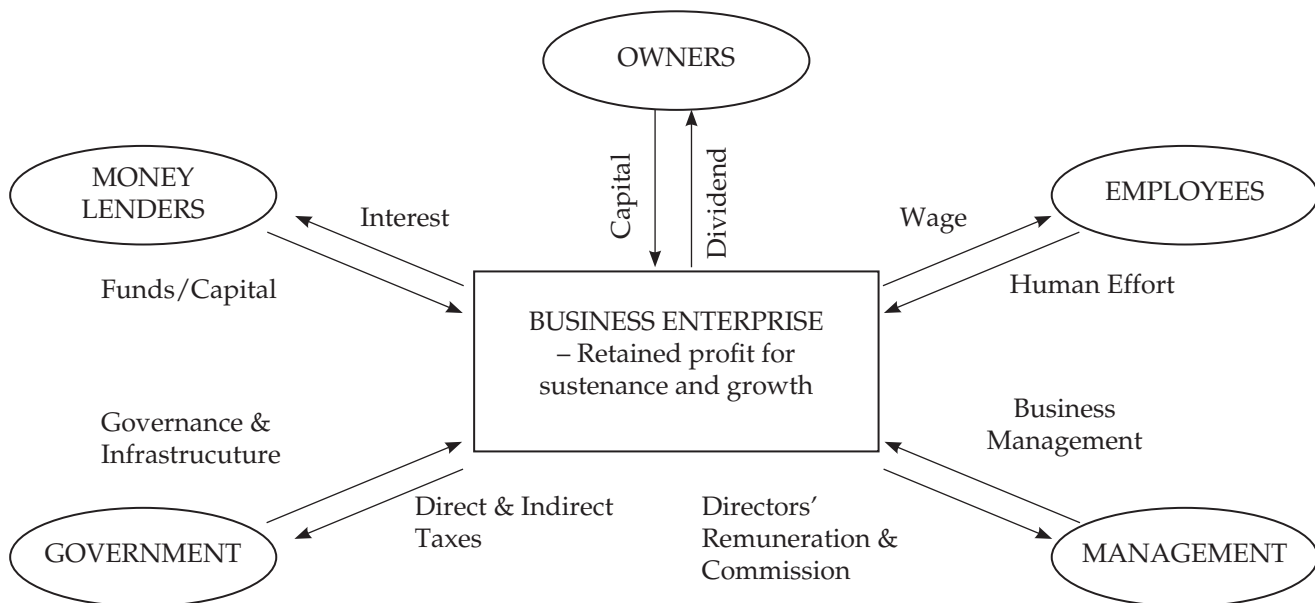 OWNERS
MONEY
LENDERS
Interest
Funds/Capital
Capital
Dividend
Wage
EMPLOYEES
Human Effort
BUSINESS ENTERPRISE
– Retained profit for
sustenance and growth
Governance &
Infrastrucuture
Direct & Indirect
Taxes
GOVERNMENT
Business
Management
Directors’
Remuneration &
Commission
MANAGEMENT